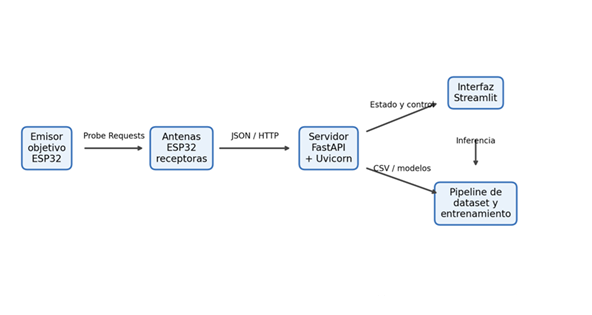 Emisor
objetivo
ESP32
Probe Requests
Antenas
ESP32
receptoras
JSON / HTTP
Servidor
FastAPI
+ Uvicorn
Estado y control
Interfaz
Streamlit
Inferencia
CSV / modelos
Pipeline de
dataset y
entrenamiento